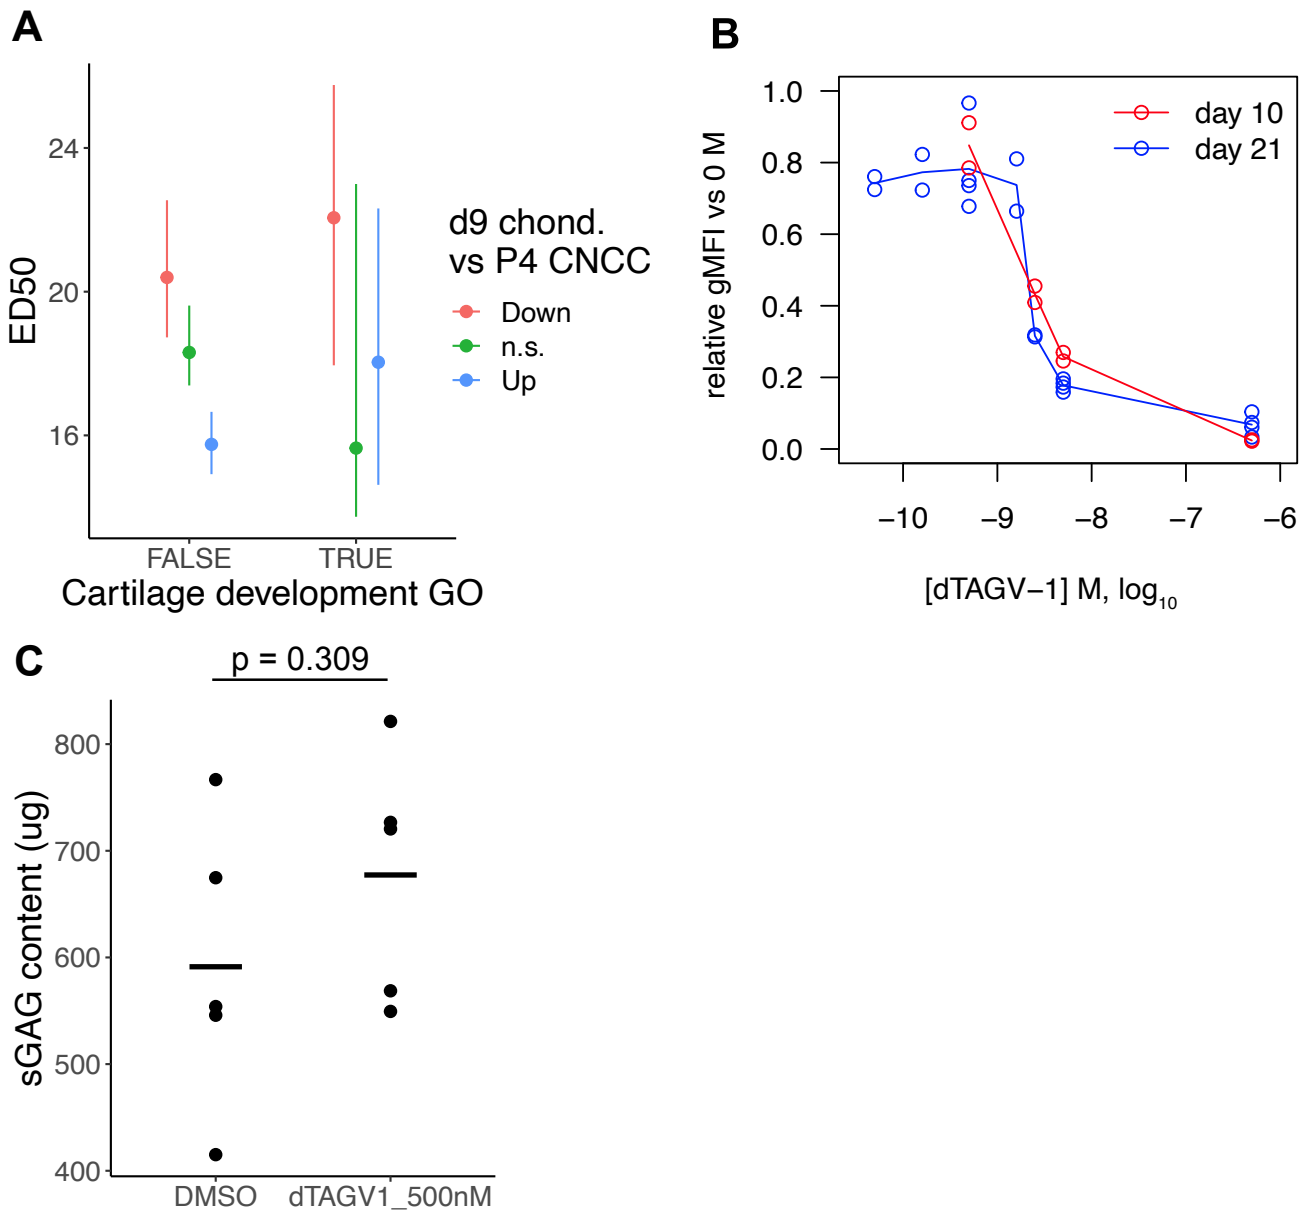 A
24
20
16
ED50
FALSE
TRUE
Cartilage development GO
d9 chond.
vs P4 CNCC
Down
n.s.
Up
B
1.0
0.8
0.6
0.4
0.2
0.0
relative gMFI vs 0 M
day 10
day 21
−10
−9
−8
−7
−6
[dTAGV−1] M, log10
C
p = 0.309
800
700
600
500
400
sGAG content (ug)
DMSO
dTAGV1_500nM